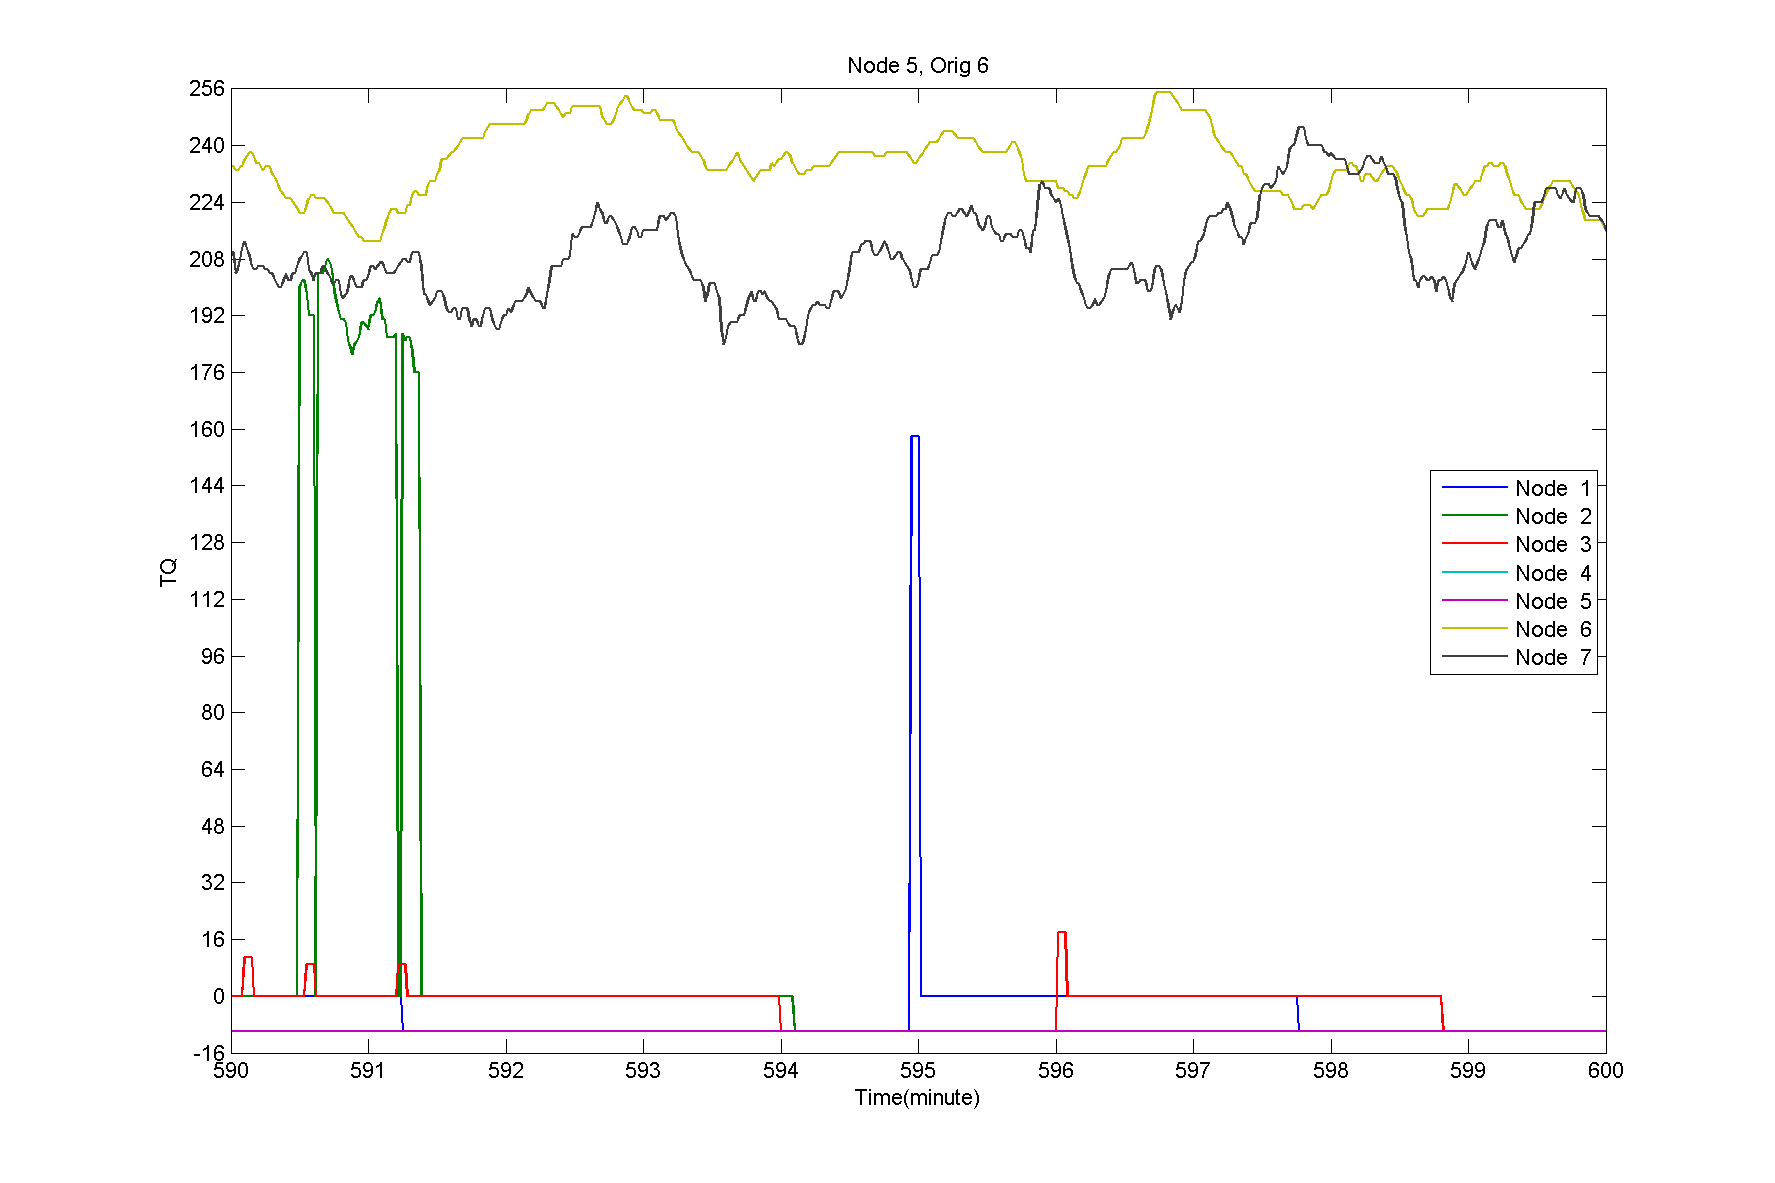 Node 5, Orig 6
256
240
224
208
192
176
160
144
128
112
96
80
64
48
32
16
0
-16
TQ
590 591 592 593 594 595 596 597 598 599 600
Time(minute)
Node 1
Node 2
Node 3
Node 4
Node 5
Node 6
Node 7